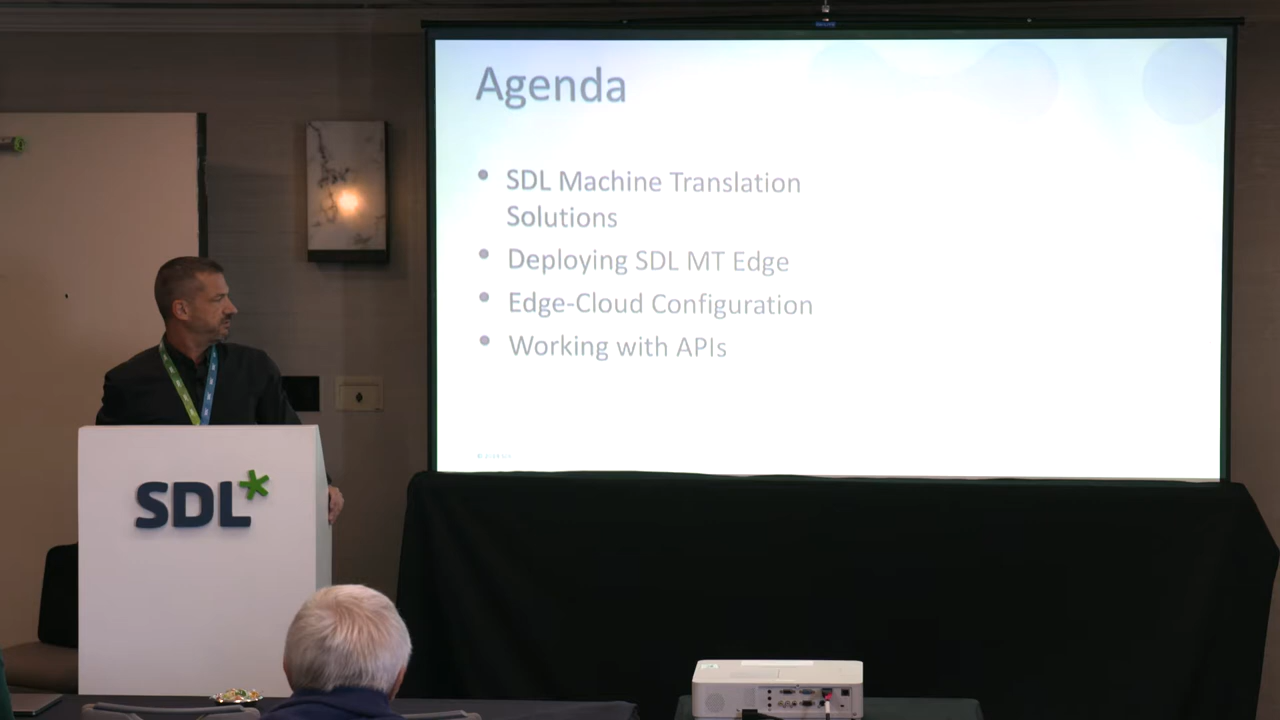 Agenda
• SDL Machine Translation
Solutions
• Deploying SDL MT Edge
• Edge-Cloud Configuration
• Working with APIs
SDL*